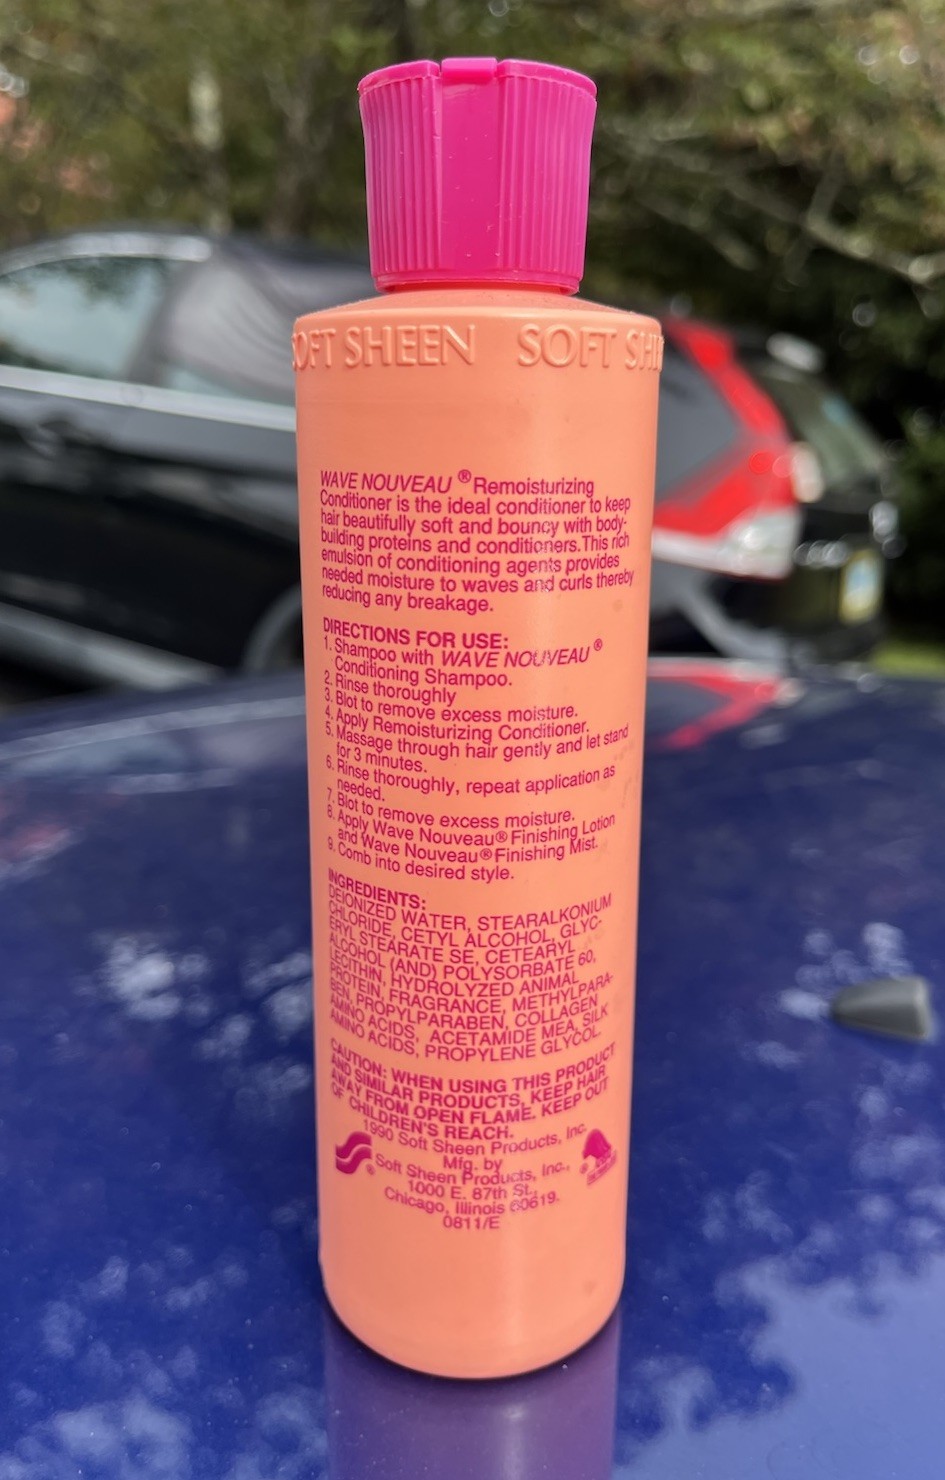 SOFT SHEEN SOFT
WAVE NOUVEAU ® Remoisturizing
Conditioner is the ideal conditioner to keep
hair beautifully soft and bouncy with body-
building proteins and conditioners.This rich
emulsion of conditioning agents provides
needed moisture to waves and curls thereby
reducing any breakage.
DIRECTIONS FOR USE:
1. Shampoo with WAVE NOUVEAU ®
Conditioning Shampoo.
2. Rinse thoroughly
3. Blot to remove excess moisture.
4. Apply Remoisturizing Conditioner.
5. Massage through hair gently and let stand
for 3 minutes.
6. Rinse thoroughly, repeat application as
needed.
7. Blot to remove excess moisture.
8. Apply Wave Nouveau® Finishing Lotion
and Wave Nouveau® Finishing Mist.
9. Comb into desired style.
INGREDIENTS:
DEIONIZED WATER, STEARALKONIUM
CHLORIDE, CETYL ALCOHOL, GLYC-
ERYL STEARATE SE, CETEARYL
ALCOHOL (AND) POLYSORBATE 60,
LECITHIN, HYDROLYZED ANIMAL
PROTEIN, FRAGRANCE, METHYLPARA-
BEN, PROPYLPARABEN, COLLAGEN
AMINO ACIDS, ACETAMIDE MEA, SILK
AMINO ACIDS, PROPYLENE GLYCOL.
CAUTION: WHEN USING THIS PRODUCT
AND SIMILAR PRODUCTS, KEEP HAIR
AWAY FROM OPEN FLAME. KEEP OUT
OF CHILDREN'S REACH.
1990 Soft Sheen Products, Inc.
Mfg. by
® Soft Sheen Products, Inc., ®
1000 E. 87th St.,
Chicago, Illinois 60619.
0811/E